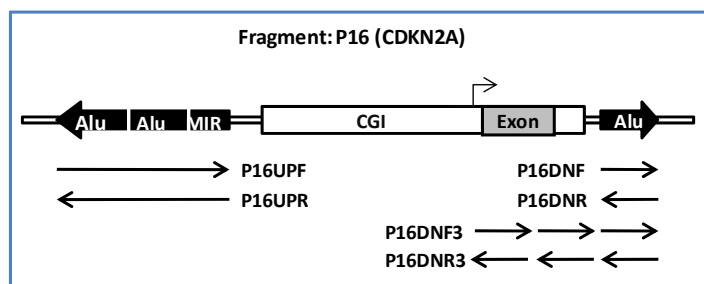 Fragment: P16 (CDKN2A)
Alu Alu MIR CGI Exon Alu
P16UPF P16DNF
P16UPR P16DNR
P16DNF3
P16DNR3